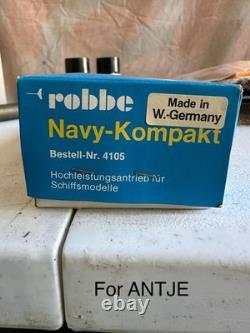 robbe
Made in
W.-Germany
Navy-Kompakt
Bestell-Nr. 4105
Hochleistungsantrieb für
Schiffsmodelle
For ANTJE